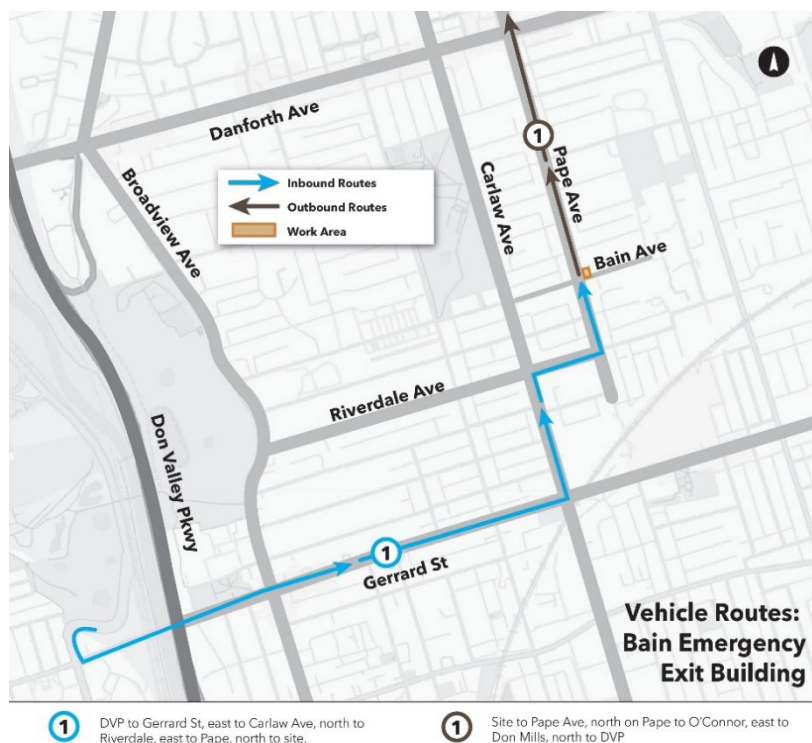 Danforth Ave
Broadview Ave
Inbound Routes
Outbound Routes
Work Area
Carlaw Ave
1
Pape Ave
Bain Ave
Riverdale Ave
Don Valley Pkwy
1
Gerrard St
Vehicle Routes:
Bain Emergency
Exit Building
1
DVP to Gerrard St, east to Carlaw Ave, north to
Riverdale, east to Pape, north to site.
1
Site to Pape Ave, north on Pape to O'Connor, east to
Don Mills, north to DVP